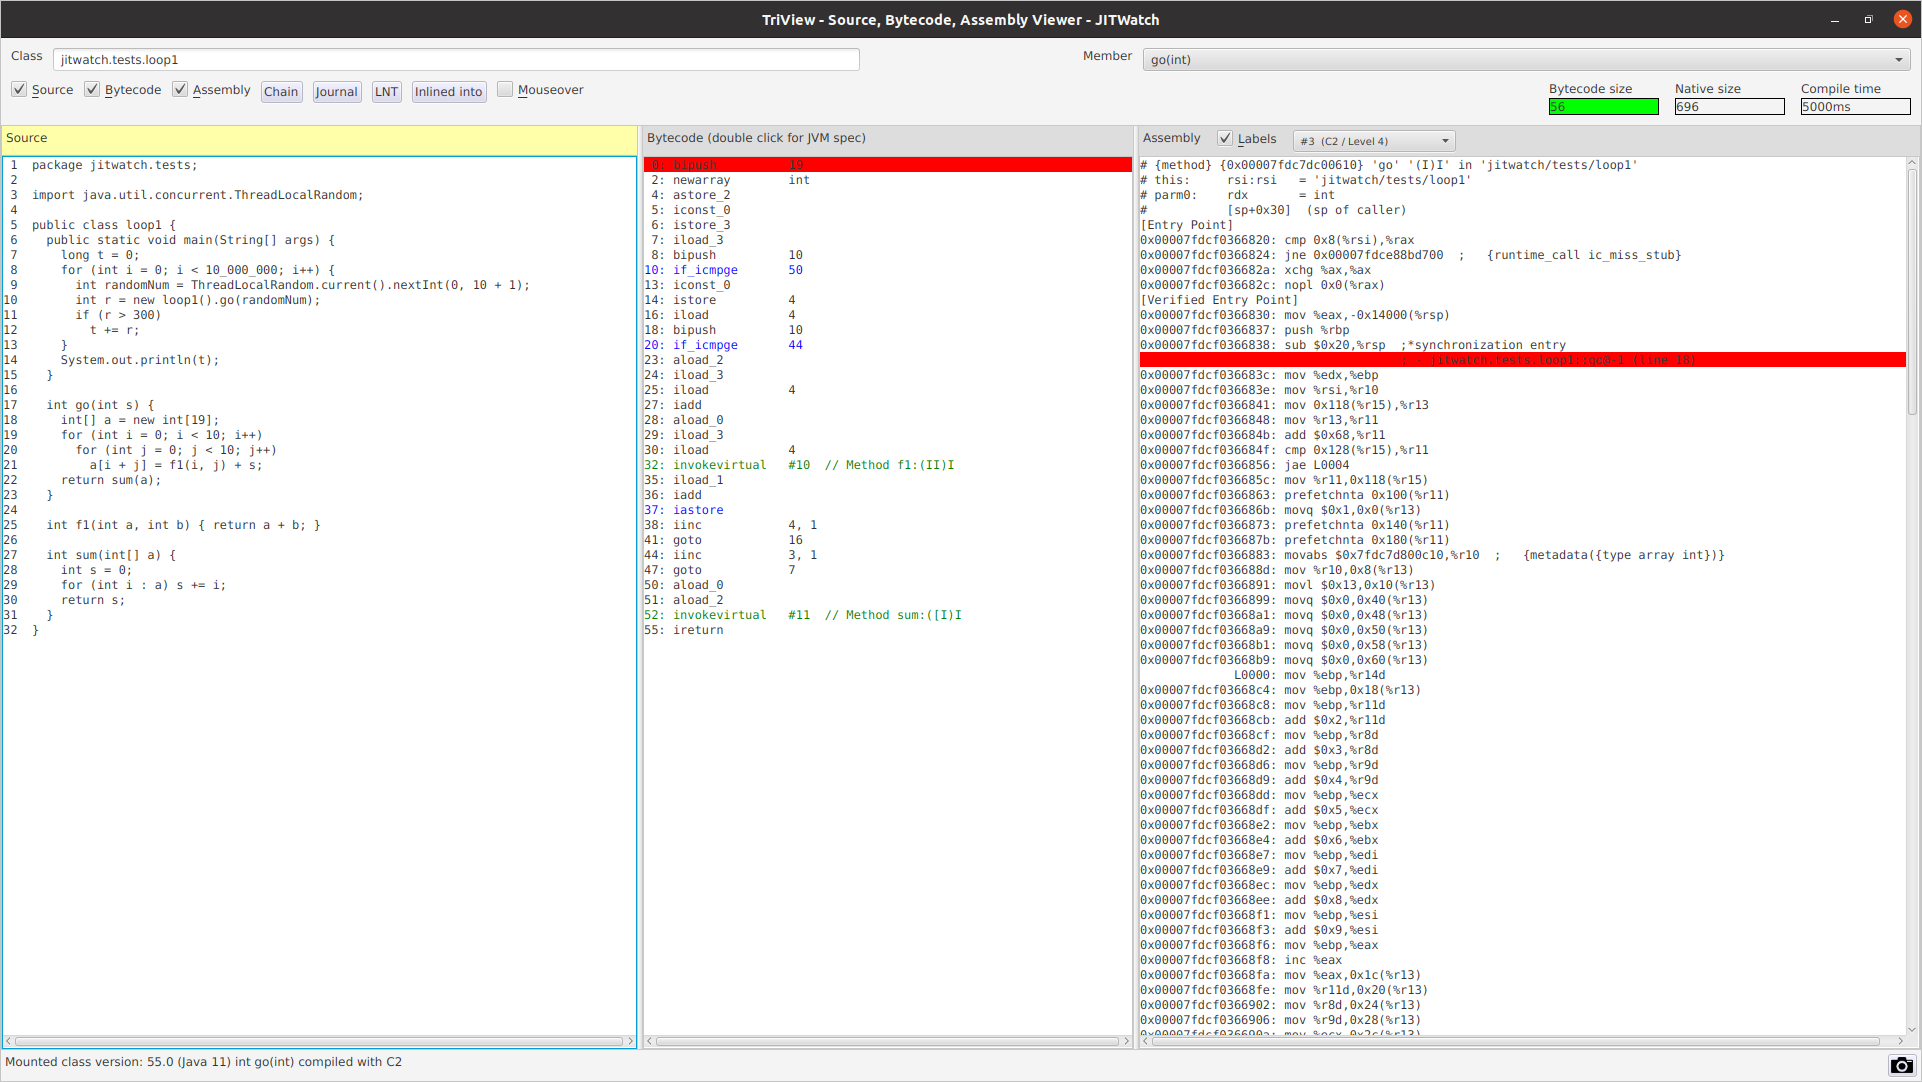 TriView - Source, Bytecode, Assembly Viewer - JITWatch
Class jitwatch.tests.loop1 Member go(int)
Source Bytecode Assembly Chain Journal LNT Inlined into Mouseover
Bytecode size Native size Compile time
56 696 5000ms
Source
1 package jitwatch.tests;
2
3 import java.util.concurrent.ThreadLocalRandom;
4
5 public class loop1 {
6   public static void main(String[] args) {
7     long t = 0;
8     for (int i = 0; i < 10_000_000; i++) {
9       int randomNum = ThreadLocalRandom.current().nextInt(0, 10 + 1);
10       int r = new loop1().go(randomNum);
11       if (r > 300)
12         t += r;
13     }
14     System.out.println(t);
15   }
16
17   int go(int s) {
18     int[] a = new int[19];
19     for (int i = 0; i < 10; i++)
20       for (int j = 0; j < 10; j++)
21         a[i + j] = f1(i, j) + s;
22     return sum(a);
23   }
24
25   int f1(int a, int b) { return a + b; }
26
27   int sum(int[] a) {
28     int s = 0;
29     for (int i : a) s += i;
30     return s;
31   }
32 }
Bytecode (double click for JVM spec)
0: bipush 19
2: newarray int
4: astore_2
5: iconst_0
6: istore_3
7: iload_3
8: bipush 10
10: if_icmpge 50
13: iconst_0
14: istore 4
16: iload 4
18: bipush 10
20: if_icmpge 44
23: aload_2
24: iload_3
25: iload 4
27: iadd
28: aload_0
29: iload_3
30: iload 4
32: invokevirtual #10 // Method f1:(II)I
35: iload_1
36: iadd
37: iastore
38: iinc 4, 1
41: goto 16
44: iinc 3, 1
47: goto 7
50: aload_0
51: aload_2
52: invokevirtual #11 // Method sum:([I)I
55: ireturn
Assembly Labels #3 (C2 / Level 4)
# {method} {0x00007fdc7dc00610} 'go' '(I)I' in 'jitwatch/tests/loop1'
# this: rsi:rsi = 'jitwatch/tests/loop1'
# parm0: rdx = int
# [sp+0x30] (sp of caller)
[Entry Point]
0x00007fdcf0366820: cmp 0x8(%rsi),%rax
0x00007fdcf0366824: jne 0x00007fdce88bd700 ; {runtime_call ic_miss_stub}
0x00007fdcf036682a: xchg %ax,%ax
0x00007fdcf036682c: nopl 0x0(%rax)
[Verified Entry Point]
0x00007fdcf0366830: mov %eax,-0x14000(%rsp)
0x00007fdcf0366837: push %rbp
0x00007fdcf0366838: sub $0x20,%rsp ;*synchronization entry
; - jitwatch.tests.loop1::go@-1 (line 18)
0x00007fdcf036683c: mov %edx,%ebp
0x00007fdcf036683e: mov %rsi,%r10
0x00007fdcf0366841: mov 0x118(%r15),%r13
0x00007fdcf0366848: mov %r13,%r11
0x00007fdcf036684b: add $0x68,%r11
0x00007fdcf036684f: cmp 0x128(%r15),%r11
0x00007fdcf0366856: jae L0004
0x00007fdcf036685c: mov %r11,0x118(%r15)
0x00007fdcf0366863: prefetchnta 0x100(%r11)
0x00007fdcf036686b: movq $0x1,0x0(%r13)
0x00007fdcf0366873: prefetchnta 0x140(%r11)
0x00007fdcf036687b: prefetchnta 0x180(%r11)
0x00007fdcf0366883: movabs $0x7fdc7d800c10,%r10 ; {metadata({type array int})}
0x00007fdcf036688d: mov %r10,0x8(%r13)
0x00007fdcf0366891: movl $0x13,0x10(%r13)
0x00007fdcf0366899: movq $0x0,0x40(%r13)
0x00007fdcf03668a1: movq $0x0,0x48(%r13)
0x00007fdcf03668a9: movq $0x0,0x50(%r13)
0x00007fdcf03668b1: movq $0x0,0x58(%r13)
0x00007fdcf03668b9: movq $0x0,0x60(%r13)
L0000: mov %ebp,%r14d
0x00007fdcf03668c4: mov %ebp,0x18(%r13)
0x00007fdcf03668c8: mov %ebp,%r11d
0x00007fdcf03668cb: add $0x2,%r11d
0x00007fdcf03668cf: mov %ebp,%r8d
0x00007fdcf03668d2: add $0x3,%r8d
0x00007fdcf03668d6: mov %ebp,%r9d
0x00007fdcf03668d9: add $0x4,%r9d
0x00007fdcf03668dd: mov %ebp,%ecx
0x00007fdcf03668df: add $0x5,%ecx
0x00007fdcf03668e2: mov %ebp,%ebx
0x00007fdcf03668e4: add $0x6,%ebx
0x00007fdcf03668e7: mov %ebp,%edi
0x00007fdcf03668e9: add $0x7,%edi
0x00007fdcf03668ec: mov %ebp,%edx
0x00007fdcf03668ee: add $0x8,%edx
0x00007fdcf03668f1: mov %ebp,%esi
0x00007fdcf03668f3: add $0x9,%esi
0x00007fdcf03668f6: mov %ebp,%eax
0x00007fdcf03668f8: inc %eax
0x00007fdcf03668fa: mov %eax,0x1c(%r13)
0x00007fdcf03668fe: mov %r11d,0x20(%r13)
0x00007fdcf0366902: mov %r8d,0x24(%r13)
0x00007fdcf0366906: mov %r9d,0x28(%r13)
0x00007fdcf036690a: mov %ecx,0x2c(%r13)
Mounted class version: 55.0 (Java 11) int go(int) compiled with C2